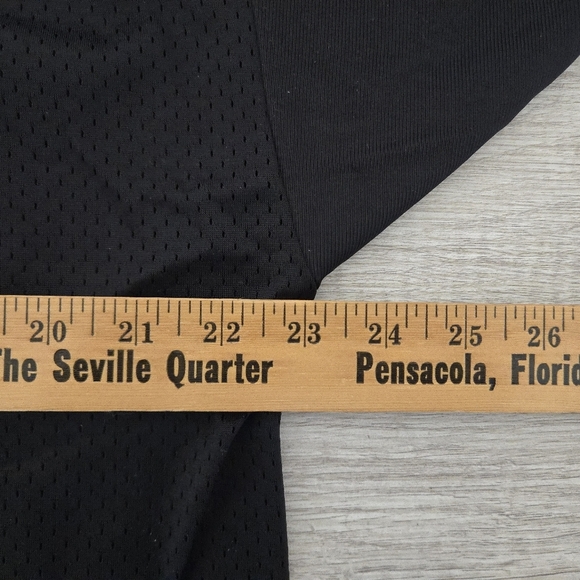 20 21 22 23 24 25 26
The Seville Quarter Pensacola, Florid